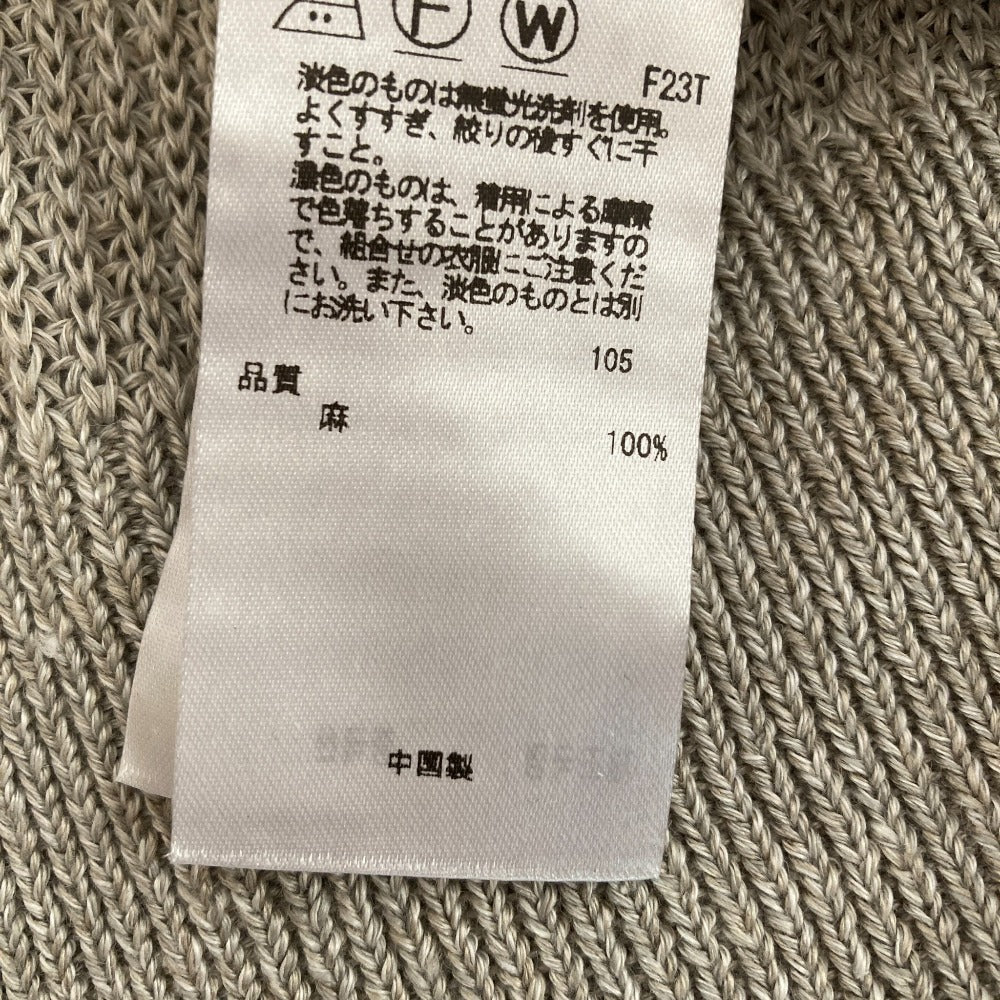 F W
F23T
淡色のものは無蛍光洗剤を使用。
よくすすぎ、絞りの後すぐに干
すこと。
濃色のものは、着用による摩擦
で色落ちすることがありますの
で、組合せの衣服にご注意くだ
さい。また、淡色のものとは別
にお洗い下さい。
105
品質
麻 100%
中国製